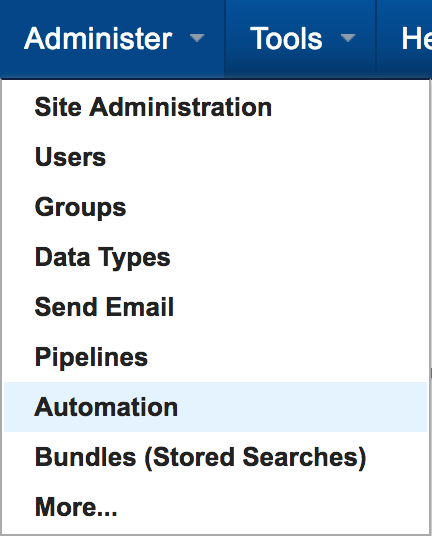 Administer Tools He
Site Administration
Users
Groups
Data Types
Send Email
Pipelines
Automation
Bundles (Stored Searches)
More...